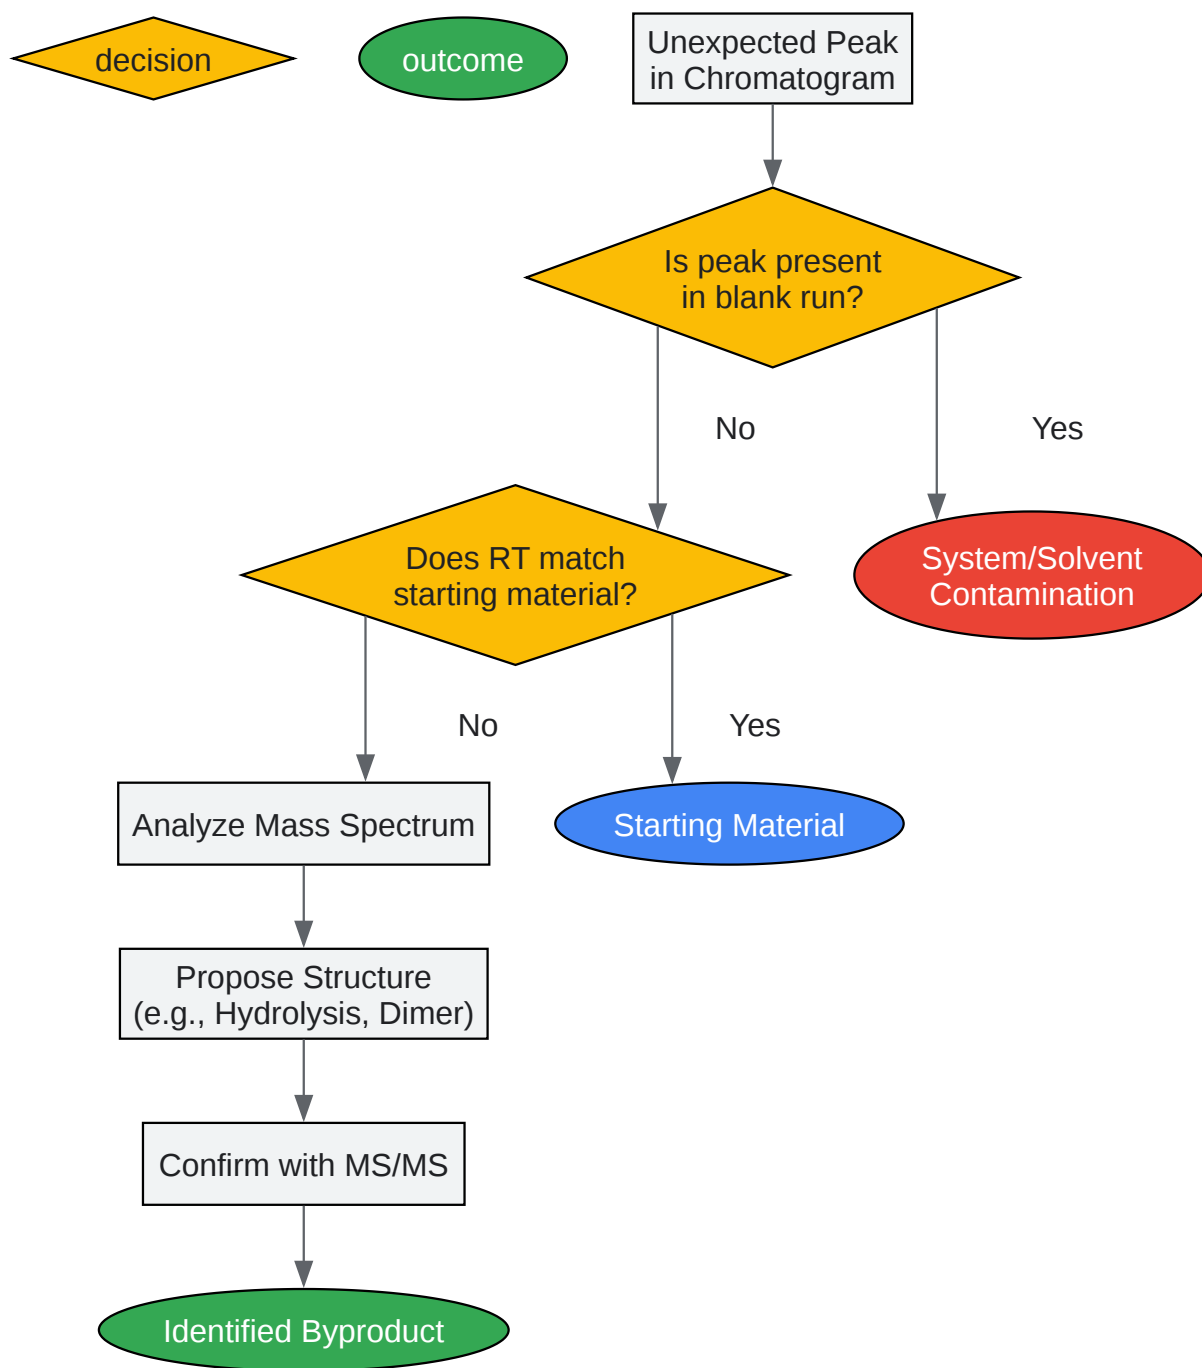 decision
outcome
Unexpected Peak
in Chromatogram
Is peak present
in blank run?
No
Yes
Does RT match
starting material?
System/Solvent
Contamination
No
Yes
Analyze Mass Spectrum
Starting Material
Propose Structure
(e.g., Hydrolysis, Dimer)
Confirm with MS/MS
Identified Byproduct